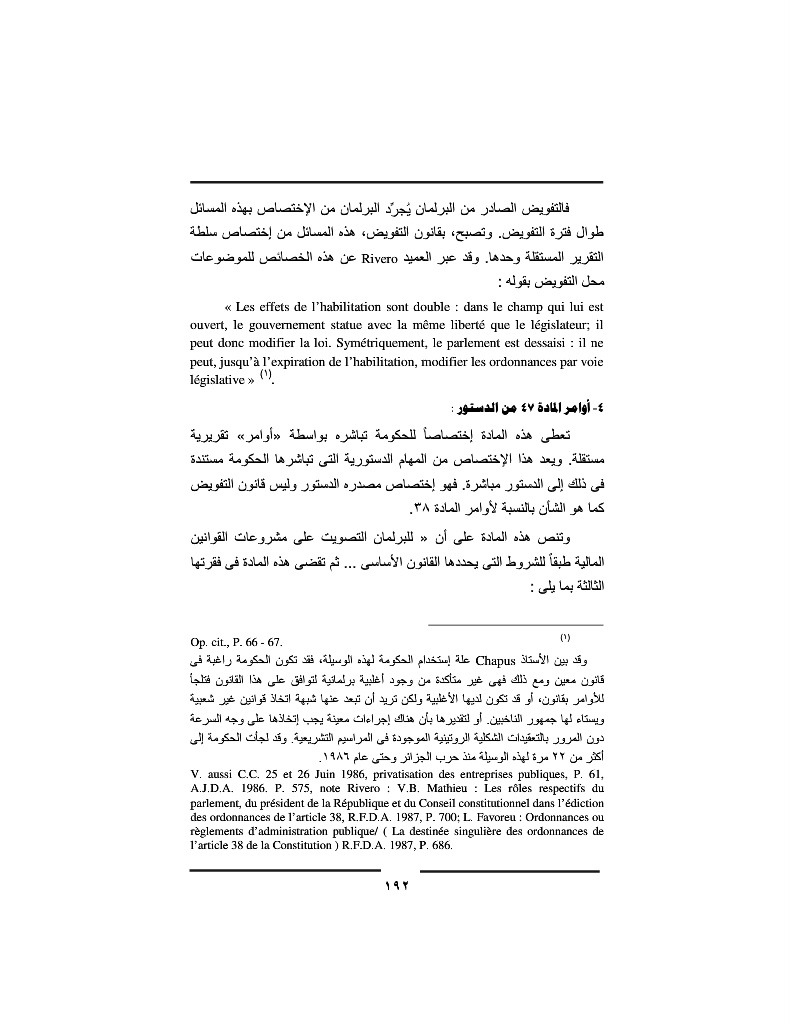 فالتفويض الصادر من البرلمان يُجرِّد البرلمان من الإختصاص بهذه المسائل
طوال فترة التفويض. وتصبح، بقانون التفويض، هذه المسائل من إختصاص سلطة
التقرير المستقلة وحدها. وقد عبر العميد Rivero عن هذه الخصائص للموضوعات
محل التفويض بقوله :
« Les effets de l’habilitation sont double : dans le champ qui lui est
ouvert, le gouvernement statue avec la même liberté que le législateur; il
peut donc modifier la loi. Symétriquement, le parlement est dessaisi : il ne
peut, jusqu’à l’expiration de l’habilitation, modifier les ordonnances par voie
législative » (١).
٤- أوامر المادة ٤٧ من الدستور :
تعطى هذه المادة إختصاصاً للحكومة تباشره بواسطة «أوامر» تقريرية
مستقلة. ويعد هذا الإختصاص من المهام الدستورية التى تباشرها الحكومة مستندة
فى ذلك إلى الدستور مباشرة. فهو إختصاص مصدره الدستور وليس قانون التفويض
كما هو الشأن بالنسبة لأوامر المادة ٣٨.
وتنص هذه المادة على أن « للبرلمان التصويت على مشروعات القوانين
المالية طبقاً للشروط التى يحددها القانون الأساسى ... ثم تقضى هذه المادة فى فقرتها
الثالثة بما يلى :
(١) Op. cit., P. 66 - 67.
وقد بين الأستاذ Chapus علة إستخدام الحكومة لهذه الوسيلة، فقد تكون الحكومة راغبة فى
قانون معين ومع ذلك فهى غير متأكدة من وجود أغلبية برلمانية لتوافق على هذا القانون فتلجأ
للأوامر بقانون، أو قد تكون لديها الأغلبية ولكن تريد أن تبعد عنها شبهة اتخاذ قوانين غير شعبية
ويستاء لها جمهور الناخبين. أو لتقديرها بأن هناك إجراءات معينة يجب إتخاذها على وجه السرعة
دون المرور بالتعقيدات الشكلية الروتينية الموجودة فى المراسيم التشريعية. وقد لجأت الحكومة إلى
أكثر من ٢٢ مرة لهذه الوسيلة منذ حرب الجزائر وحتى عام ١٩٨٦.
V. aussi C.C. 25 et 26 Juin 1986, privatisation des entreprises publiques, P. 61,
A.J.D.A. 1986. P. 575, note Rivero : V.B. Mathieu : Les rôles respectifs du
parlement, du président de la République et du Conseil constitutionnel dans l’édiction
des ordonnances de l’article 38, R.F.D.A. 1987, P. 700; L. Favoreu : Ordonnances ou
règlements d’administration publique/ ( La destinée singulière des ordonnances de
l’article 38 de la Constitution ) R.F.D.A. 1987, P. 686.
١٩٢